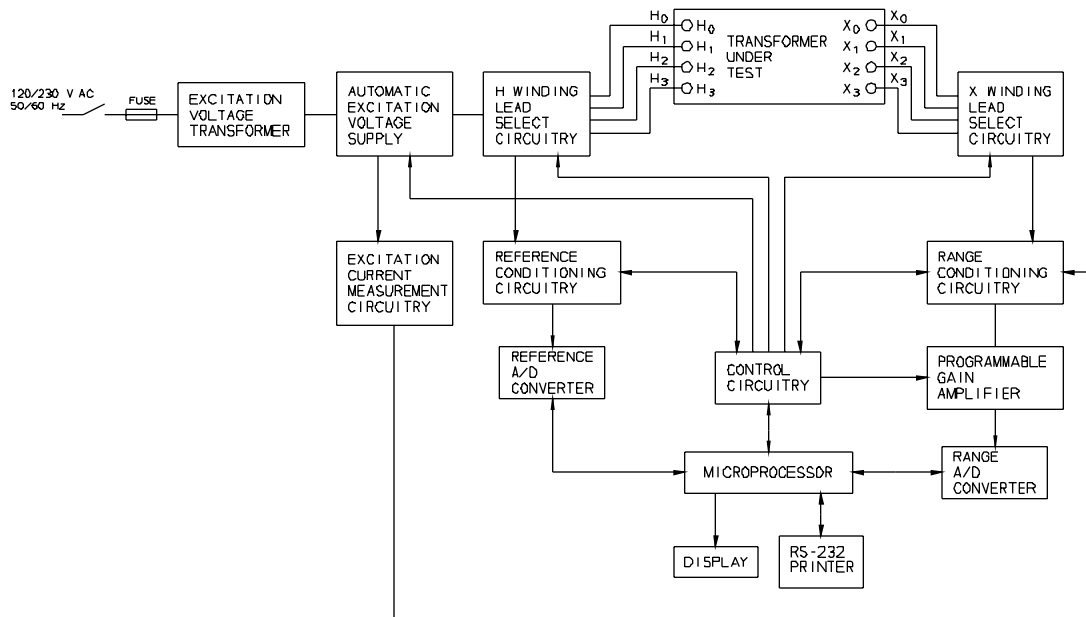 H0
H1
H2
H3
H0
H1
H2
H3
TRANSFORMER
UNDER
TEST
X0
X1
X2
X3
X0
X1
X2
X3
120/230 V AC
50/60 Hz
FUSE
EXCITATION
VOLTAGE
TRANSFORMER
AUTOMATIC
EXCITATION
VOLTAGE
SUPPLY
H WINDING
LEAD
SELECT
CIRCUITRY
X WINDING
LEAD
SELECT
CIRCUITRY
EXCITATION
CURRENT
MEASUREMENT
CIRCUITRY
REFERENCE
CONDITIONING
CIRCUITRY
RANGE
CONDITIONING
CIRCUITRY
REFERENCE
A/D
CONVERTER
CONTROL
CIRCUITRY
PROGRAMMABLE
GAIN
AMPLIFIER
MICROPROCESSOR
RANGE
A/D
CONVERTER
DISPLAY
RS-232
PRINTER